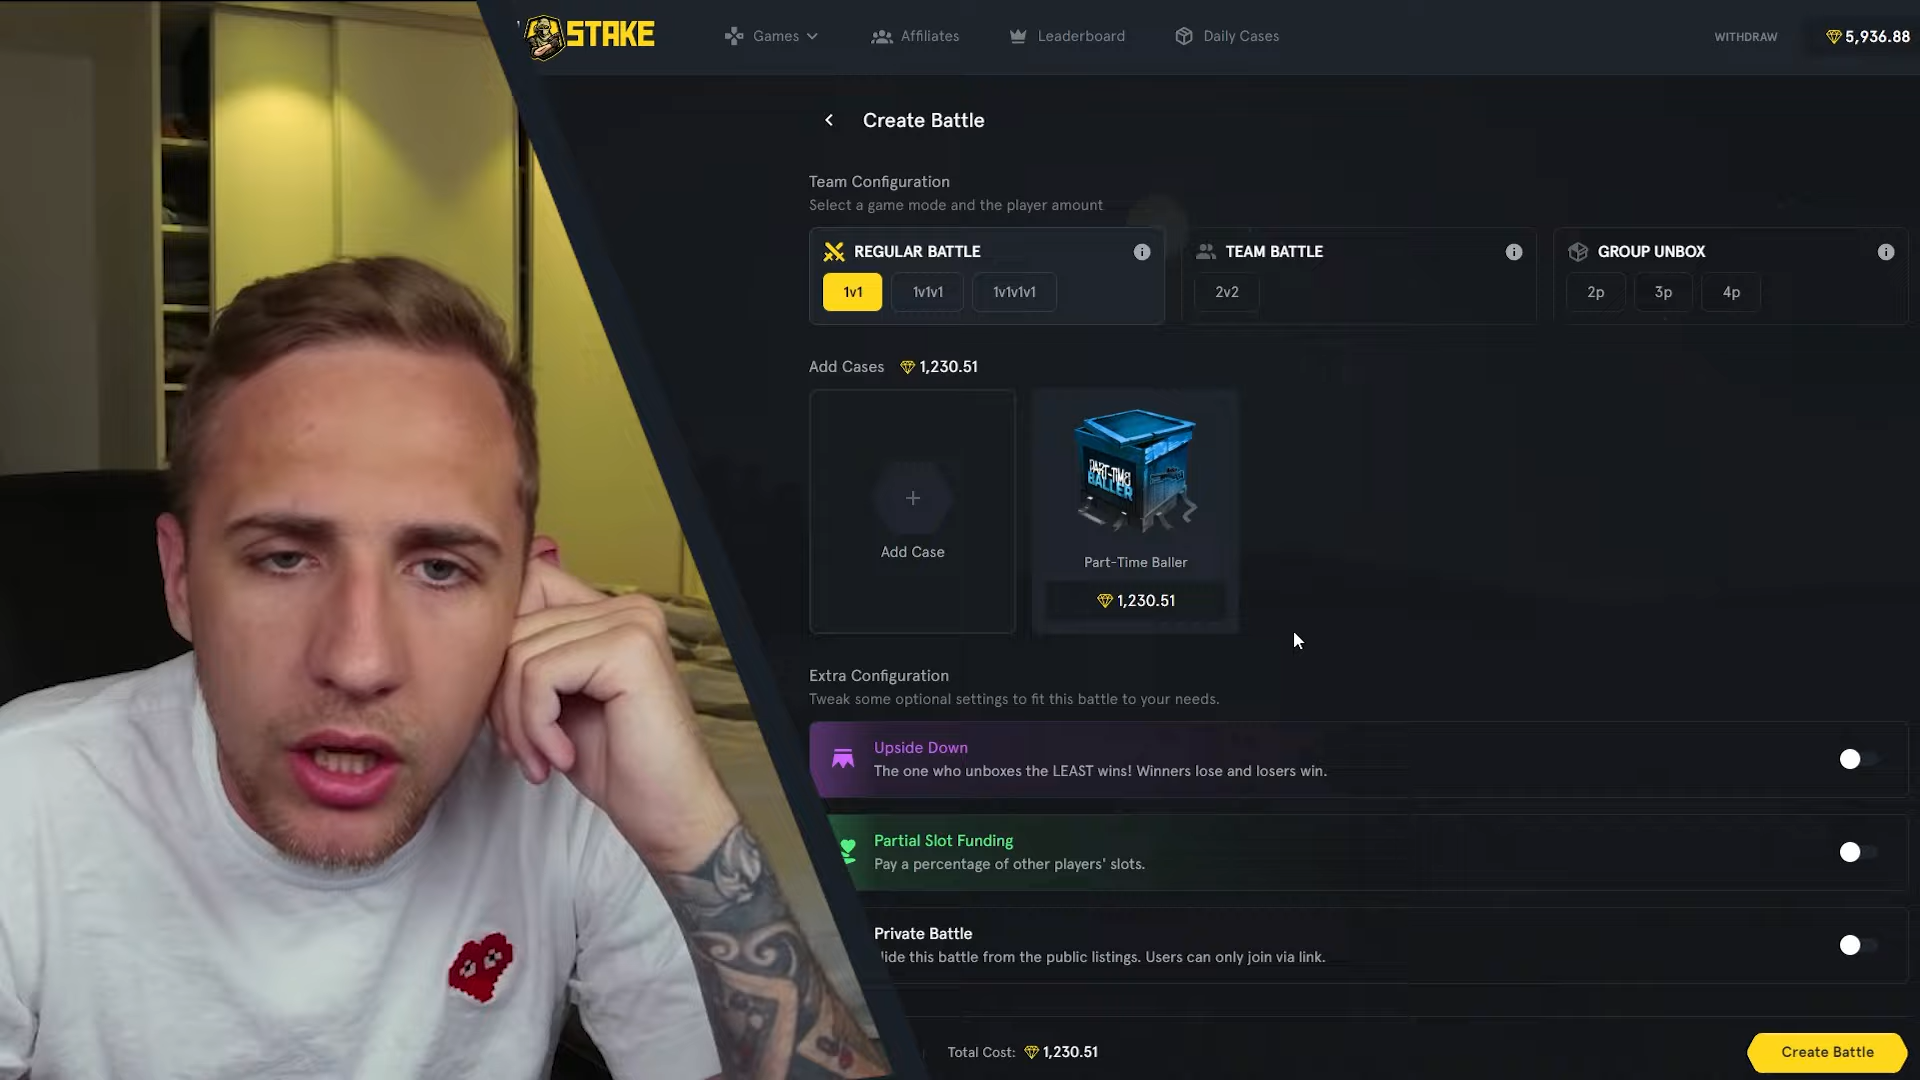 STAKE
Games
Affiliates
Leaderboard
Daily Cases
WITHDRAW
5,936.88
Create Battle
Team Configuration
Select a game mode and the player amount
REGULAR BATTLE
1v1
1v1v1
1v1v1v1
TEAM BATTLE
2v2
GROUP UNBOX
2p
3p
4p
Add Cases 1,230.51
+
Add Case
PART-TIME
BALLER
Part-Time Baller
1,230.51
Extra Configuration
Tweak some optional settings to fit this battle to your needs.
Upside Down
The one who unboxes the LEAST wins! Winners lose and losers win.
Partial Slot Funding
Pay a percentage of other players' slots.
Private Battle
ide this battle from the public listings. Users can only join via link.
Total Cost: 1,230.51
Create Battle